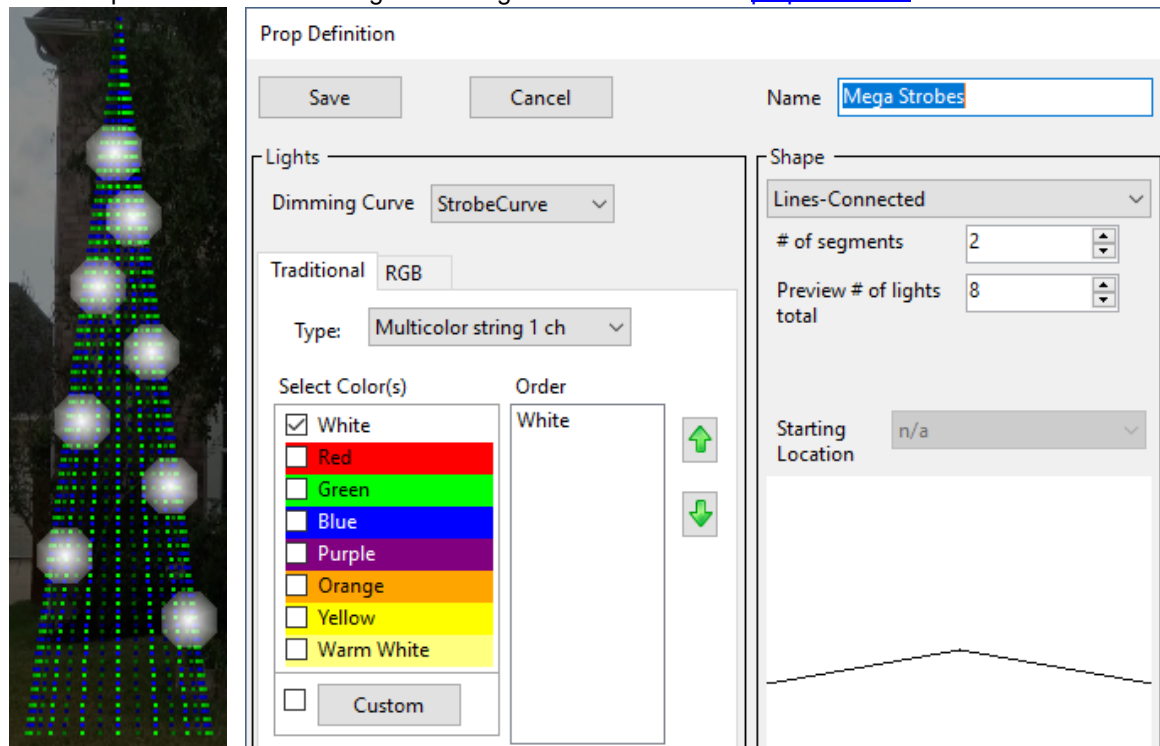 Prop Definition
Save
Cancel
Name
Mega Strobes
Lights
Dimming Curve
StrobeCurve
Traditional
RGB
Type:
Multicolor string 1 ch
Select Color(s)
Order
White
Red
Green
Blue
Purple
Orange
Yellow
Warm White
Custom
White
Shape
Lines-Connected
# of segments
2
Preview # of lights
total
8
Starting
Location
n/a